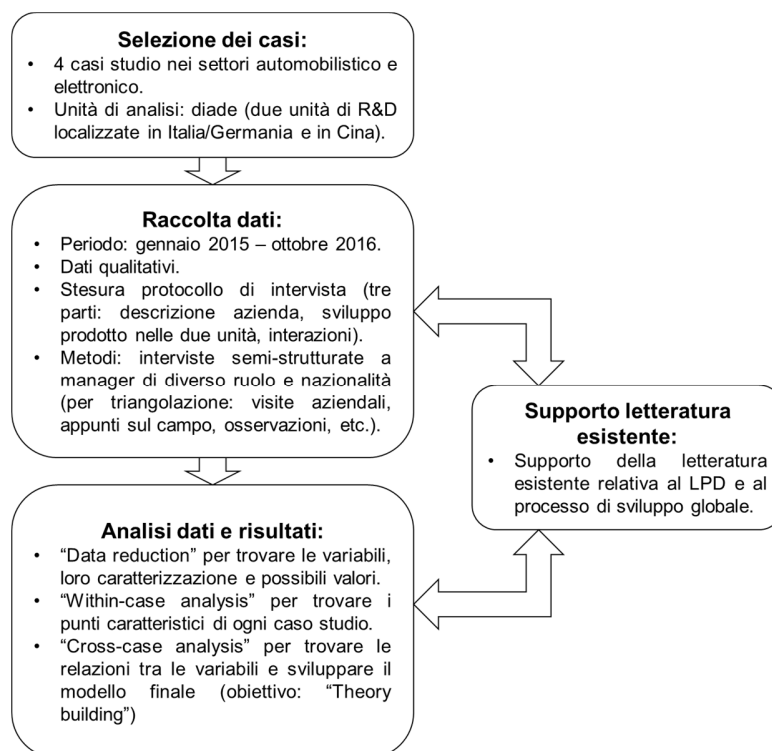 Selezione dei casi:
• 4 casi studio nei settori automobilistico e
elettronico.
• Unità di analisi: diade (due unità di R&D
localizzate in Italia/Germania e in Cina).
Raccolta dati:
• Periodo: gennaio 2015 – ottobre 2016.
• Dati qualitativi.
• Stesura protocollo di intervista (tre
parti: descrizione azienda, sviluppo
prodotto nelle due unità, interazioni).
• Metodi: interviste semi-strutturate a
manager di diverso ruolo e nazionalità
(per triangolazione: visite aziendali,
appunti sul campo, osservazioni, etc.).
Supporto letteratura
esistente:
• Supporto della letteratura
esistente relativa al LPD e al
processo di sviluppo globale.
Analisi dati e risultati:
• “Data reduction” per trovare le variabili,
loro caratterizzazione e possibili valori.
• “Within-case analysis” per trovare i
punti caratteristici di ogni caso studio.
• “Cross-case analysis” per trovare le
relazioni tra le variabili e sviluppare il
modello finale (obiettivo: “Theory
building”)